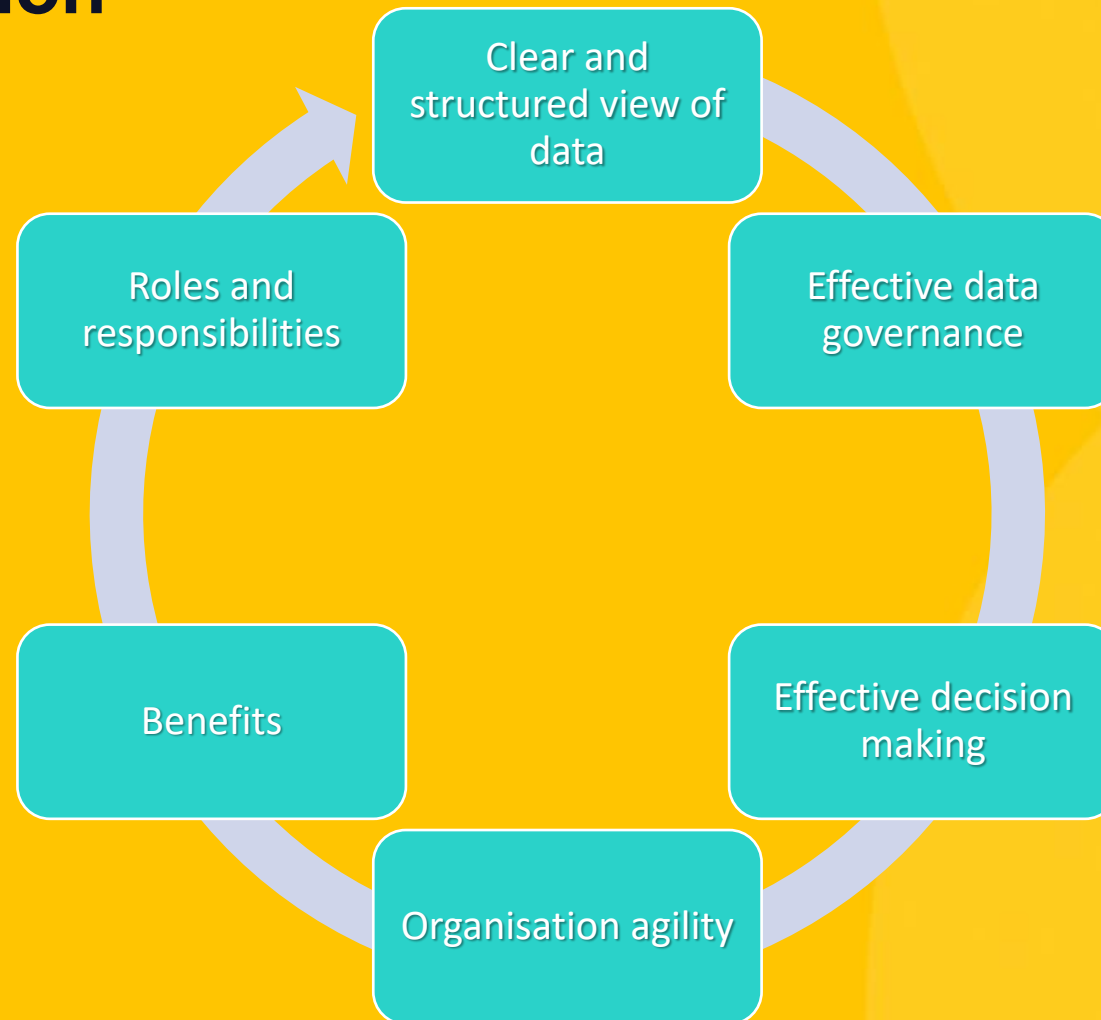 Clear and
structured view of
data
Effective data
governance
Effective decision
making
Organisation agility
Benefits
Roles and
responsibilities